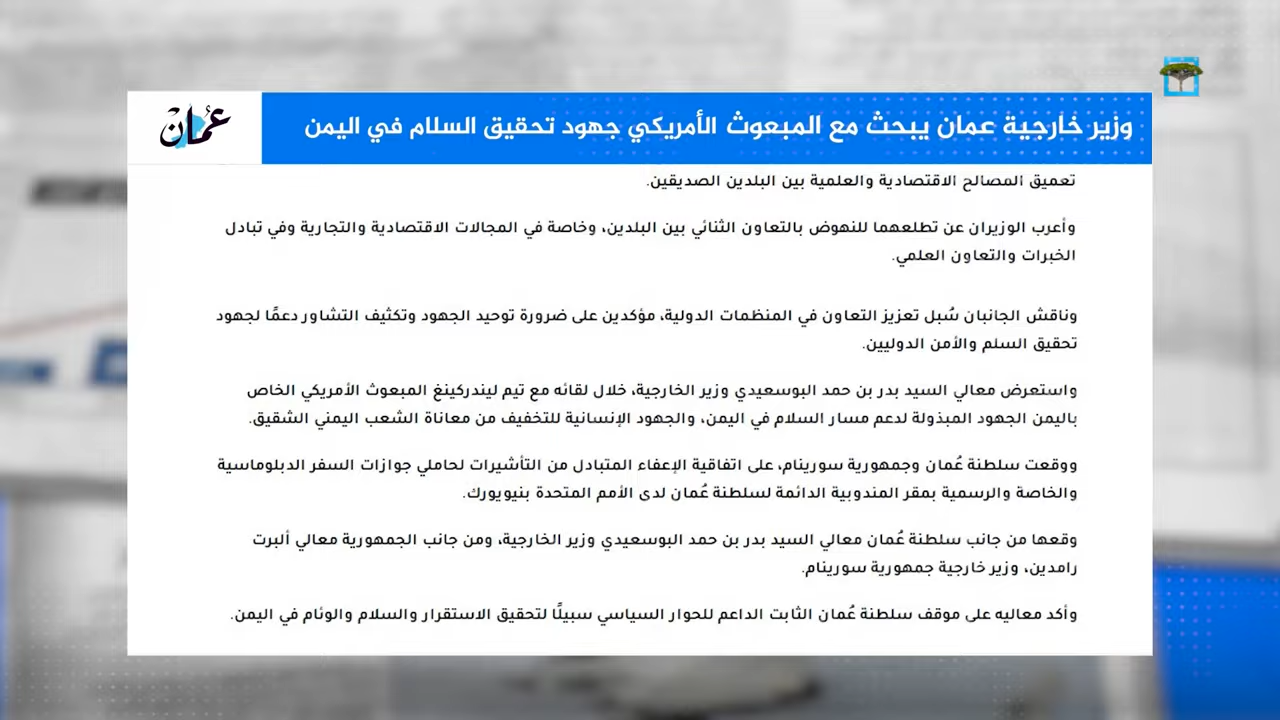 وزير خارجية عمان يبحث مع المبعوث الأمريكي جهود تحقيق السلام في اليمن
عمان
تعميق المصالح الاقتصادية والعلمية بين البلدين الصديقين.
وأعرب الوزيران عن تطلعهما للنهوض بالتعاون الثنائي بين البلدين، وخاصة في المجالات الاقتصادية والتجارية وفي تبادل
الخبرات والتعاون العلمي.
وناقش الجانبان سُبل تعزيز التعاون في المنظمات الدولية، مؤكدين على ضرورة توحيد الجهود وتكثيف التشاور دعمًا لجهود
تحقيق السلم والأمن الدوليين.
واستعرض معالي السيد بدر بن حمد البوسعيدي وزير الخارجية، خلال لقائه مع تيم ليندركينغ المبعوث الأمريكي الخاص
باليمن الجهود المبذولة لدعم مسار السلام في اليمن، والجهود الإنسانية للتخفيف من معاناة الشعب اليمني الشقيق.
ووقعت سلطنة عُمان وجمهورية سورينام، على اتفاقية الإعفاء المتبادل من التأشيرات لحاملي جوازات السفر الدبلوماسية
والخاصة والرسمية بمقر المندوبية الدائمة لسلطنة عُمان لدى الأمم المتحدة بنيويورك.
وقعها من جانب سلطنة عُمان معالي السيد بدر بن حمد البوسعيدي وزير الخارجية، ومن جانب الجمهورية معالي ألبرت
رامدين، وزير خارجية جمهورية سورينام.
وأكد معاليه على موقف سلطنة عُمان الثابت الداعم للحوار السياسي سبيلًا لتحقيق الاستقرار والسلام والوئام في اليمن.